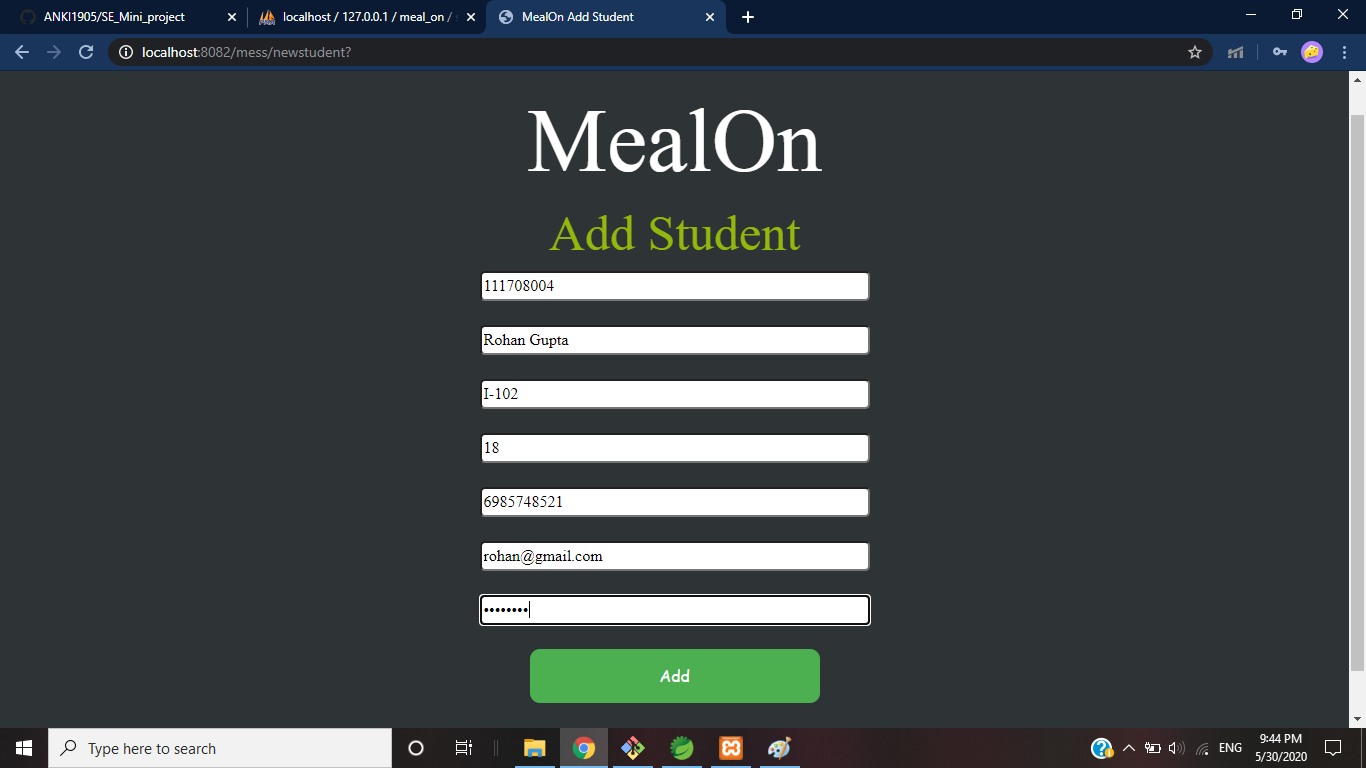 ANKI1905/SE_Mini_project
localhost / 127.0.0.1 / meal_on /
MealOn Add Student
localhost:8082/mess/newstudent?
MealOn
Add Student
111708004
Rohan Gupta
I-102
18
6985748521
rohan@gmail.com
••••••••
Add
Type here to search
ENG
9:44 PM
5/30/2020